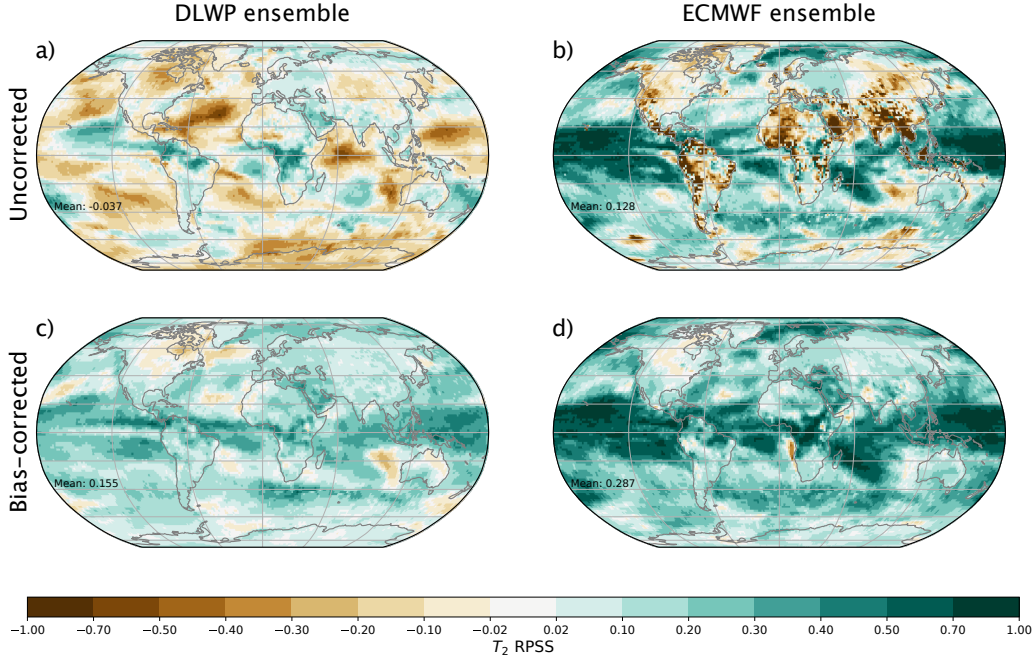 DLWP ensemble
ECMWF ensemble
Uncorrected
a)
Mean: -0.037
b)
Mean: 0.128
Bias-corrected
c)
Mean: 0.155
d)
Mean: 0.287
−1.00 −0.70 −0.50 −0.40 −0.30 −0.20 −0.10 −0.02 0.02 0.10 0.20 0.30 0.40 0.50 0.70 1.00
T₂ RPSS